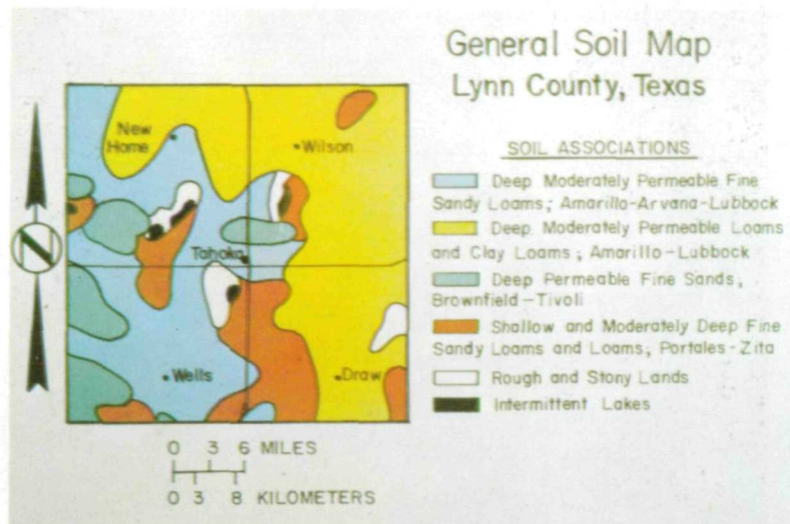 General Soil Map
Lynn County, Texas
SOIL ASSOCIATIONS
Deep Moderately Permeable Fine
Sandy Loams; Amarillo-Arvana-Lubbock
Deep Moderately Permeable Loams
and Clay Loams; Amarillo-Lubbock
Deep Permeable Fine Sands;
Brownfield-Tivoli
Shallow and Moderately Deep Fine
Sandy Loams and Loams; Portales-Zita
Rough and Stony Lands
Intermittent Lakes
New
Home
Wilson
Tahoka
Wells
Draw
N
0 3 6 MILES
0 3 8 KILOMETERS